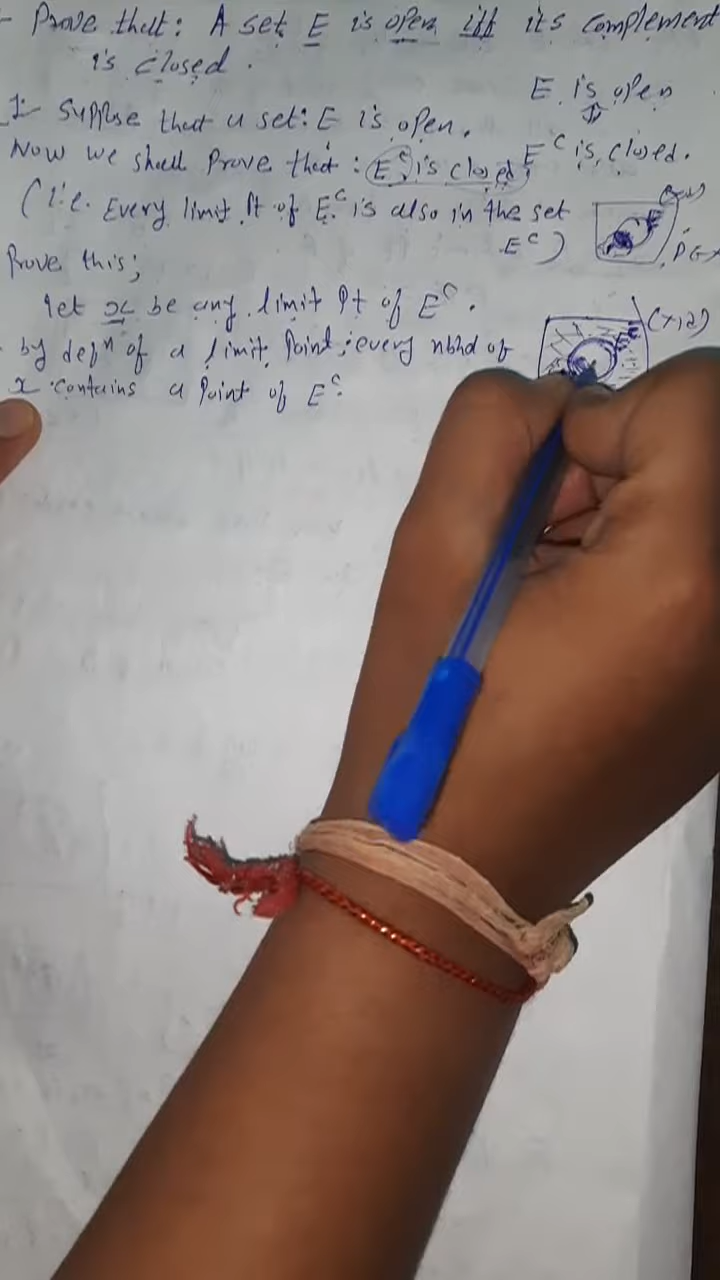 Prove that: A set E is open iff its complement
is closed.
E is open
⇕
E^c is closed.
Suppose that a set: E is open.
Now we shall Prove that: E^c is closed
(i.e. Every limit Pt of E^c is also in the set
E^c)
Prove this;
let x be any limit Pt of E^c.
by defn of a limit Point; every nbhd of
x contains a Point of E^c